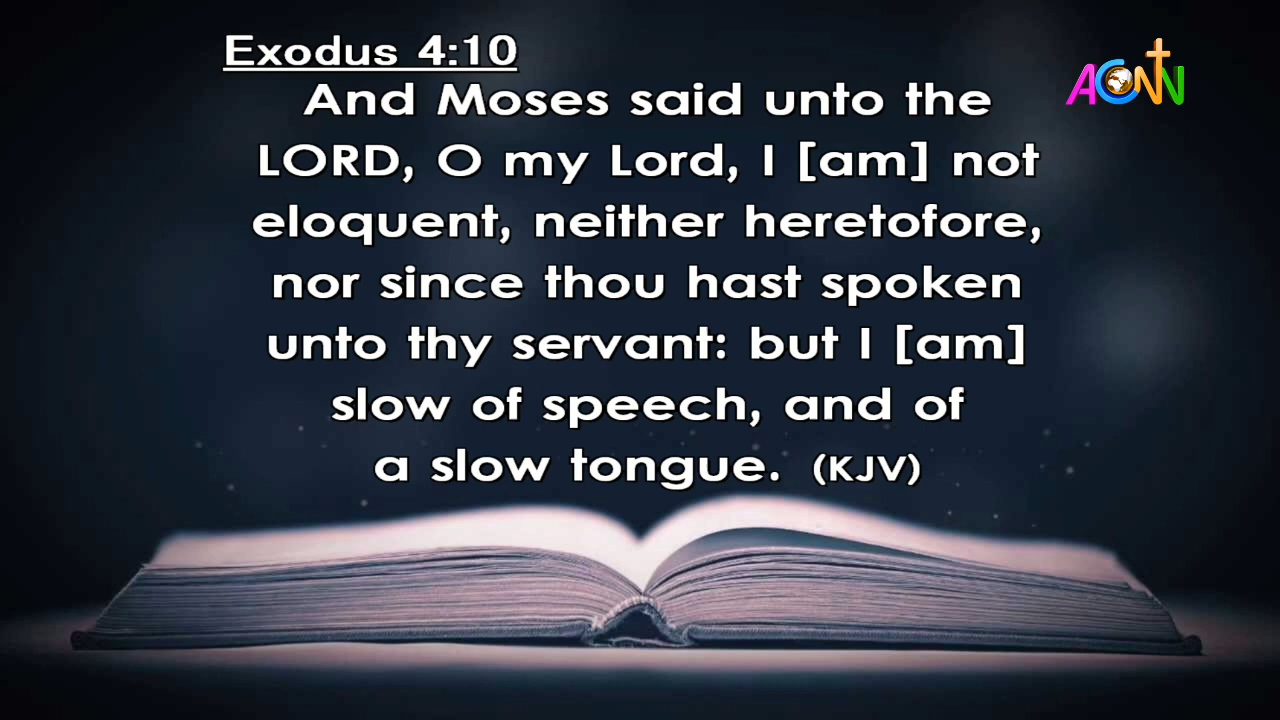 Exodus 4:10
ACNN
And Moses said unto the
LORD, O my Lord, I [am] not
eloquent, neither heretofore,
nor since thou hast spoken
unto thy servant: but I [am]
slow of speech, and of
a slow tongue. (KJV)